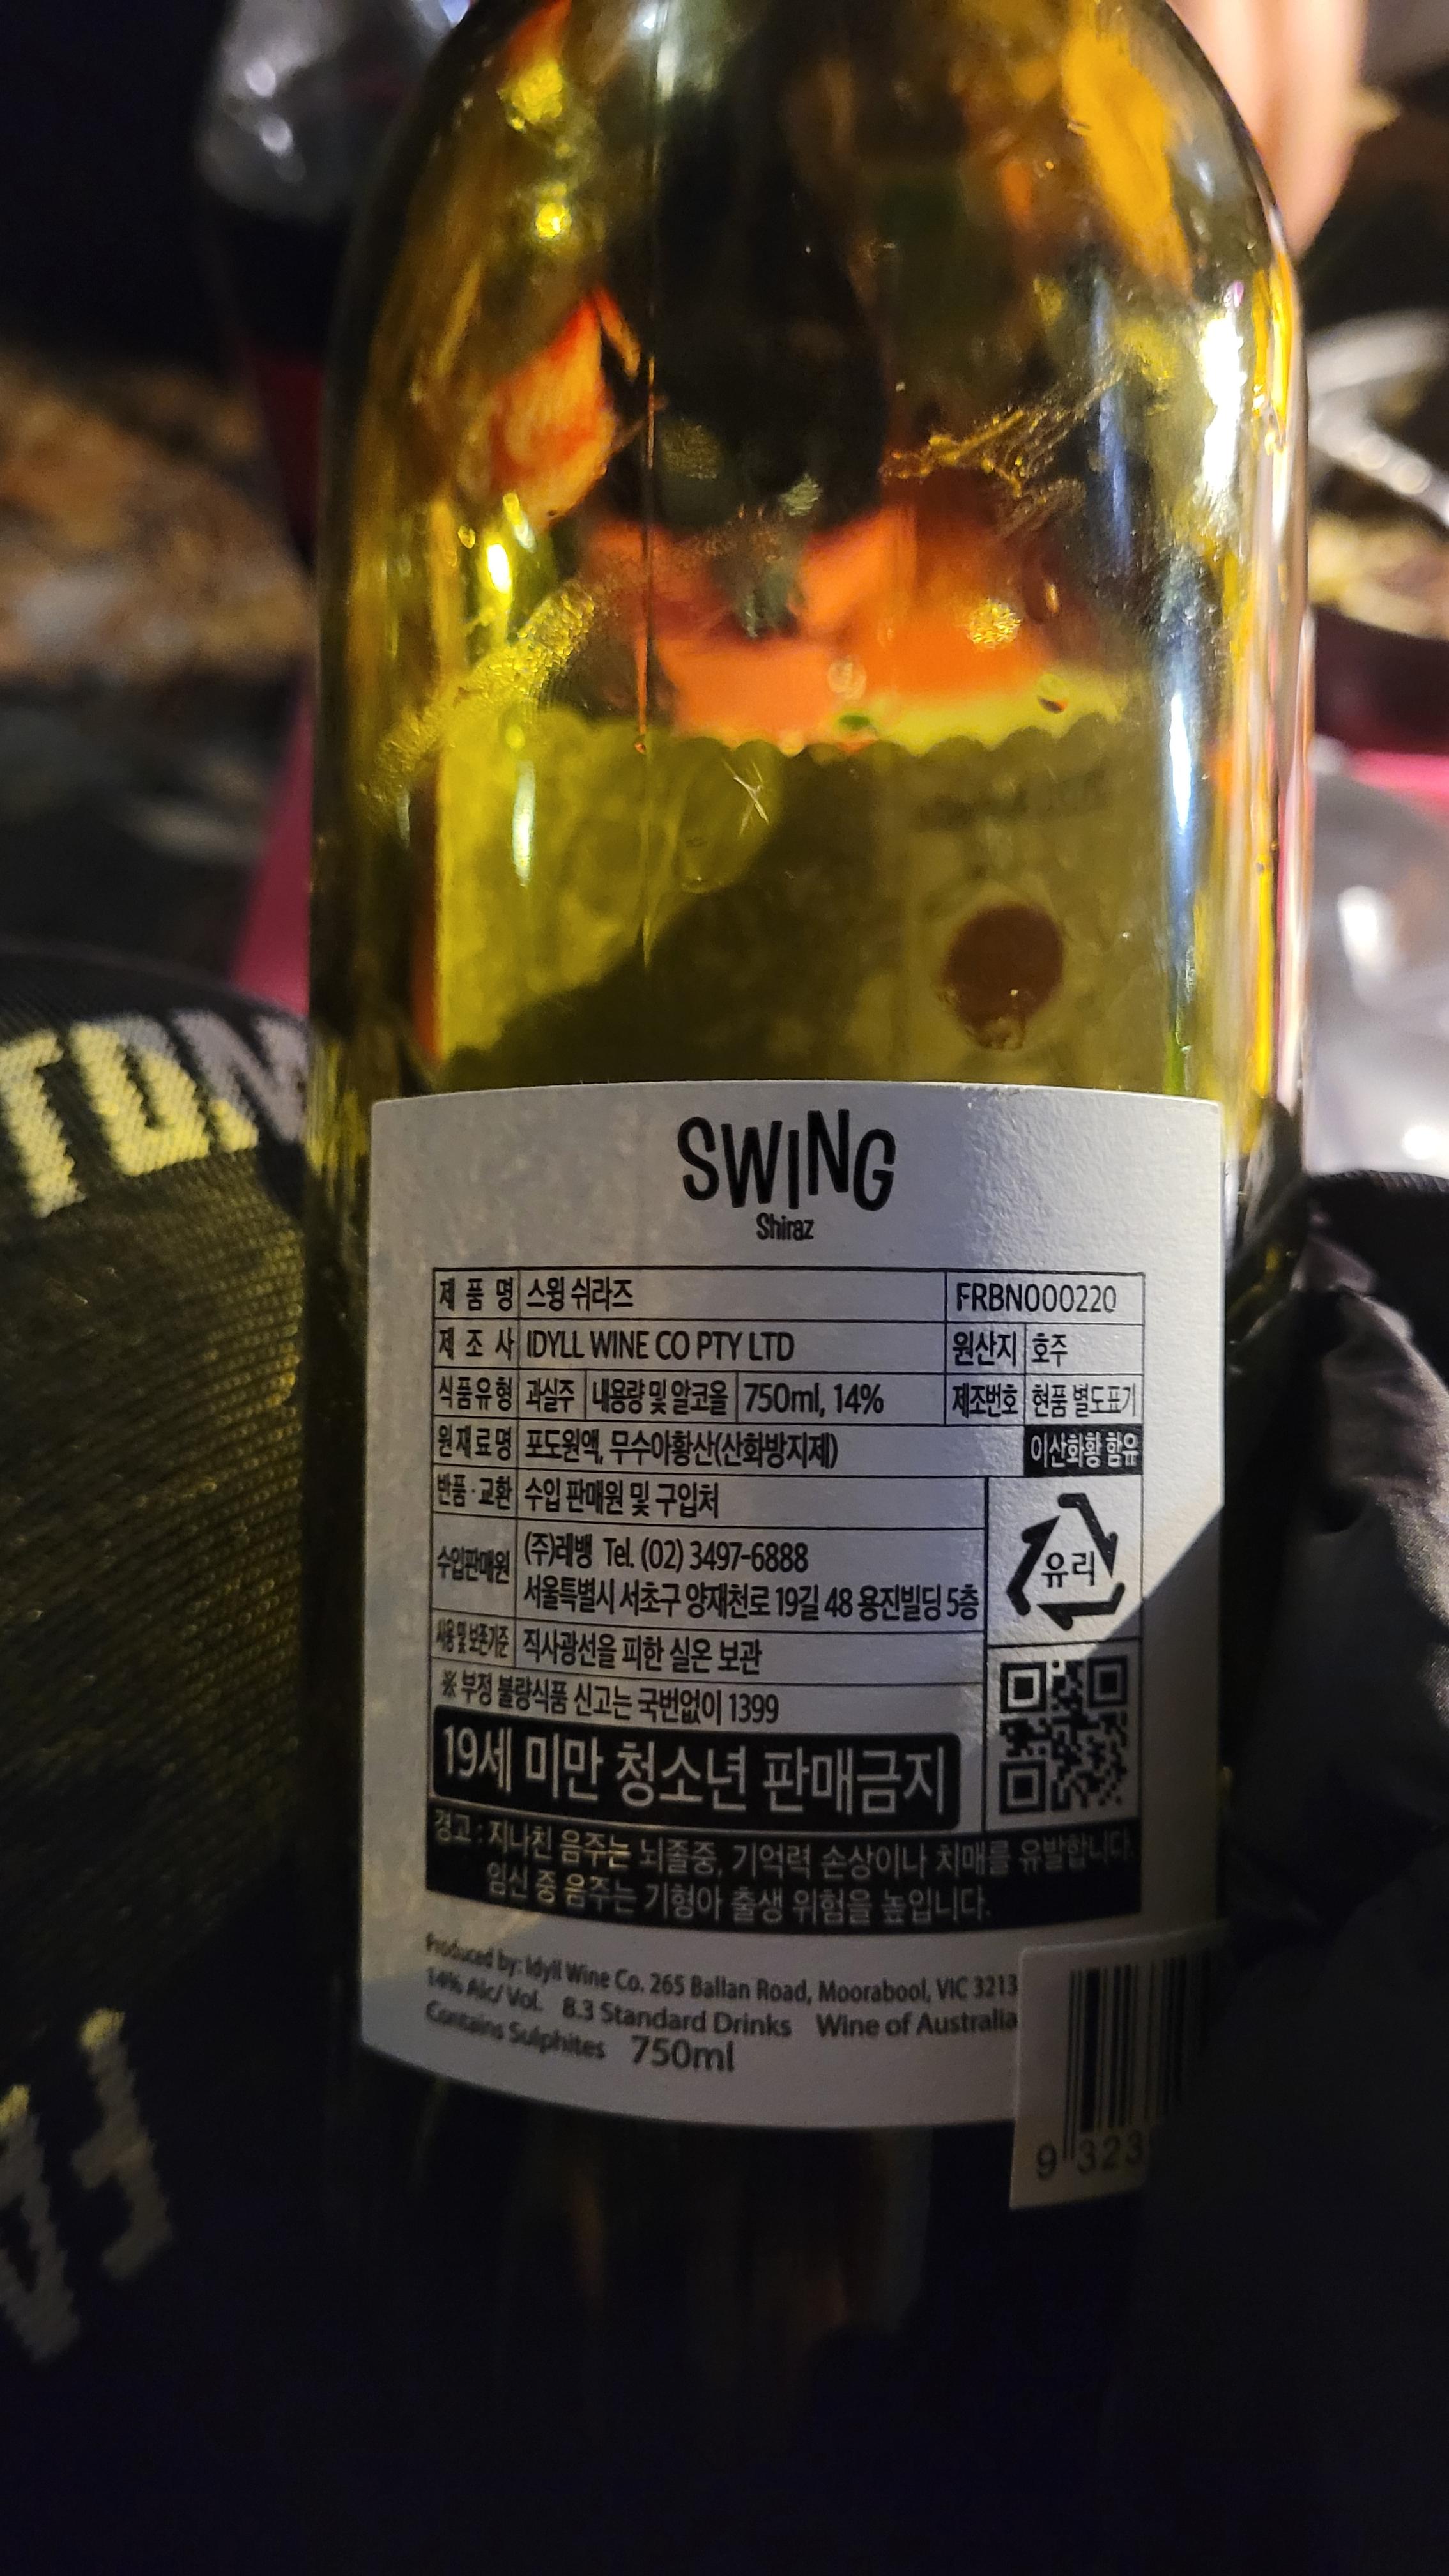 SWING
Shiraz
제 품 명 스윙 쉬라즈 FRBN000220
제 조 사 IDYLL WINE CO PTY LTD 원산지 호주
식품유형 과실주 내용량 및 알코올 750ml, 14% 제조번호 현품 별도표기
원재료명 포도원액, 무수아황산(산화방지제) 이산화황 함유
반품·교환 수입 판매원 및 구입처
수입판매원 (주)레뱅 Tel. (02) 3497-6888
서울특별시 서초구 양재천로 19길 48 용진빌딩 5층
유리
사용 및 보존기준 직사광선을 피한 실온 보관
※ 부정 불량식품 신고는 국번없이 1399
19세 미만 청소년 판매금지
경고 : 지나친 음주는 뇌졸중, 기억력 손상이나 치매를 유발합니다.
임신 중 음주는 기형아 출생 위험을 높입니다.
Produced by: Idyll Wine Co. 265 Ballan Road, Moorabool, VIC 3213
14% Alc/ Vol. 8.3 Standard Drinks Wine of Australia
Contains Sulphites 750ml
9 323